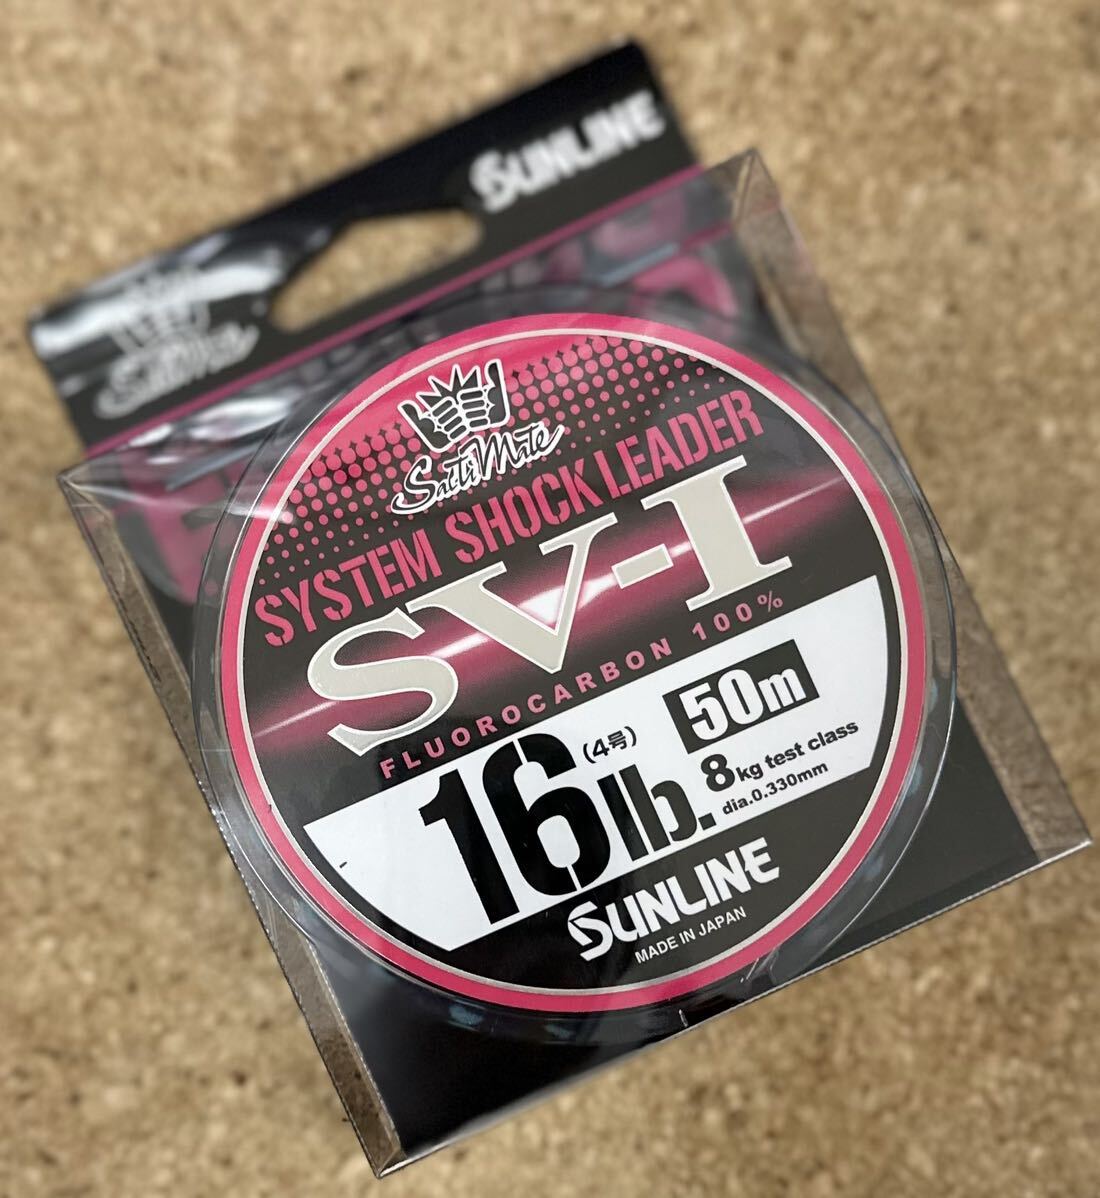 SUNLINE
SaltiMate
SaltiMate
SYSTEM SHOCK LEADER
SV-I
FLUOROCARBON 100%
16lb.
(4号)
50m
8kg test class
dia.0.330mm
SUNLINE
MADE IN JAPAN